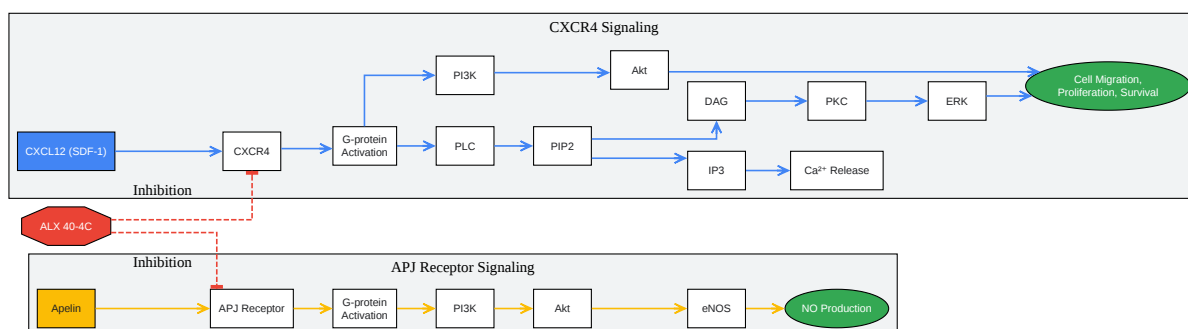 CXCR4 Signaling
PI3K
Akt
Cell Migration,
Proliferation, Survival
DAG
PKC
ERK
CXCL12 (SDF-1)
CXCR4
G-protein
Activation
PLC
PIP2
IP3
Ca²⁺ Release
Inhibition
ALX 40-4C
Inhibition
APJ Receptor Signaling
Apelin
APJ Receptor
G-protein
Activation
PI3K
Akt
eNOS
NO Production